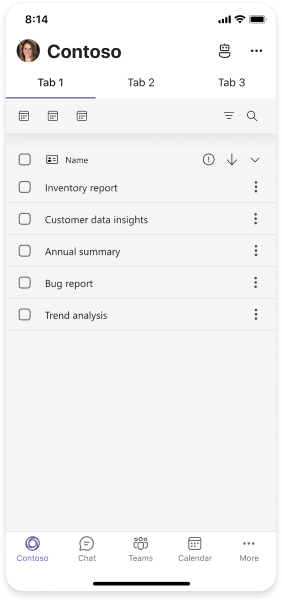 8:14
Contoso
Tab 1 Tab 2 Tab 3
Name
Inventory report
Customer data insights
Annual summary
Bug report
Trend analysis
Contoso Chat Teams Calendar More